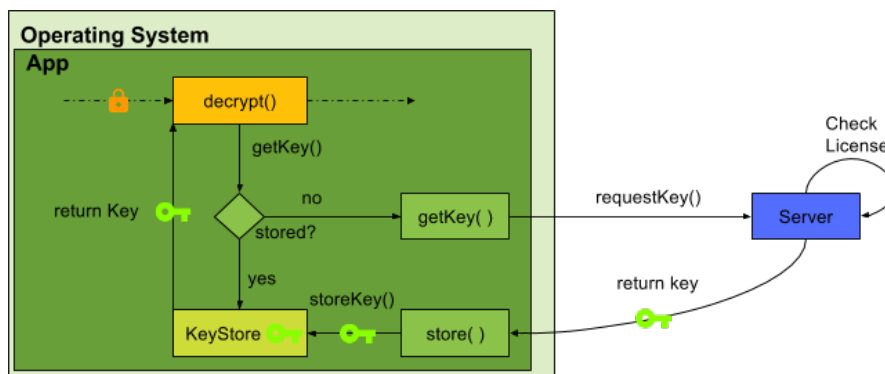 Operating System
App
decrypt()
getKey()
Check
License
return Key
no
requestKey()
getKey( )
Server
stored?
yes
return key
storeKey()
KeyStore
store( )